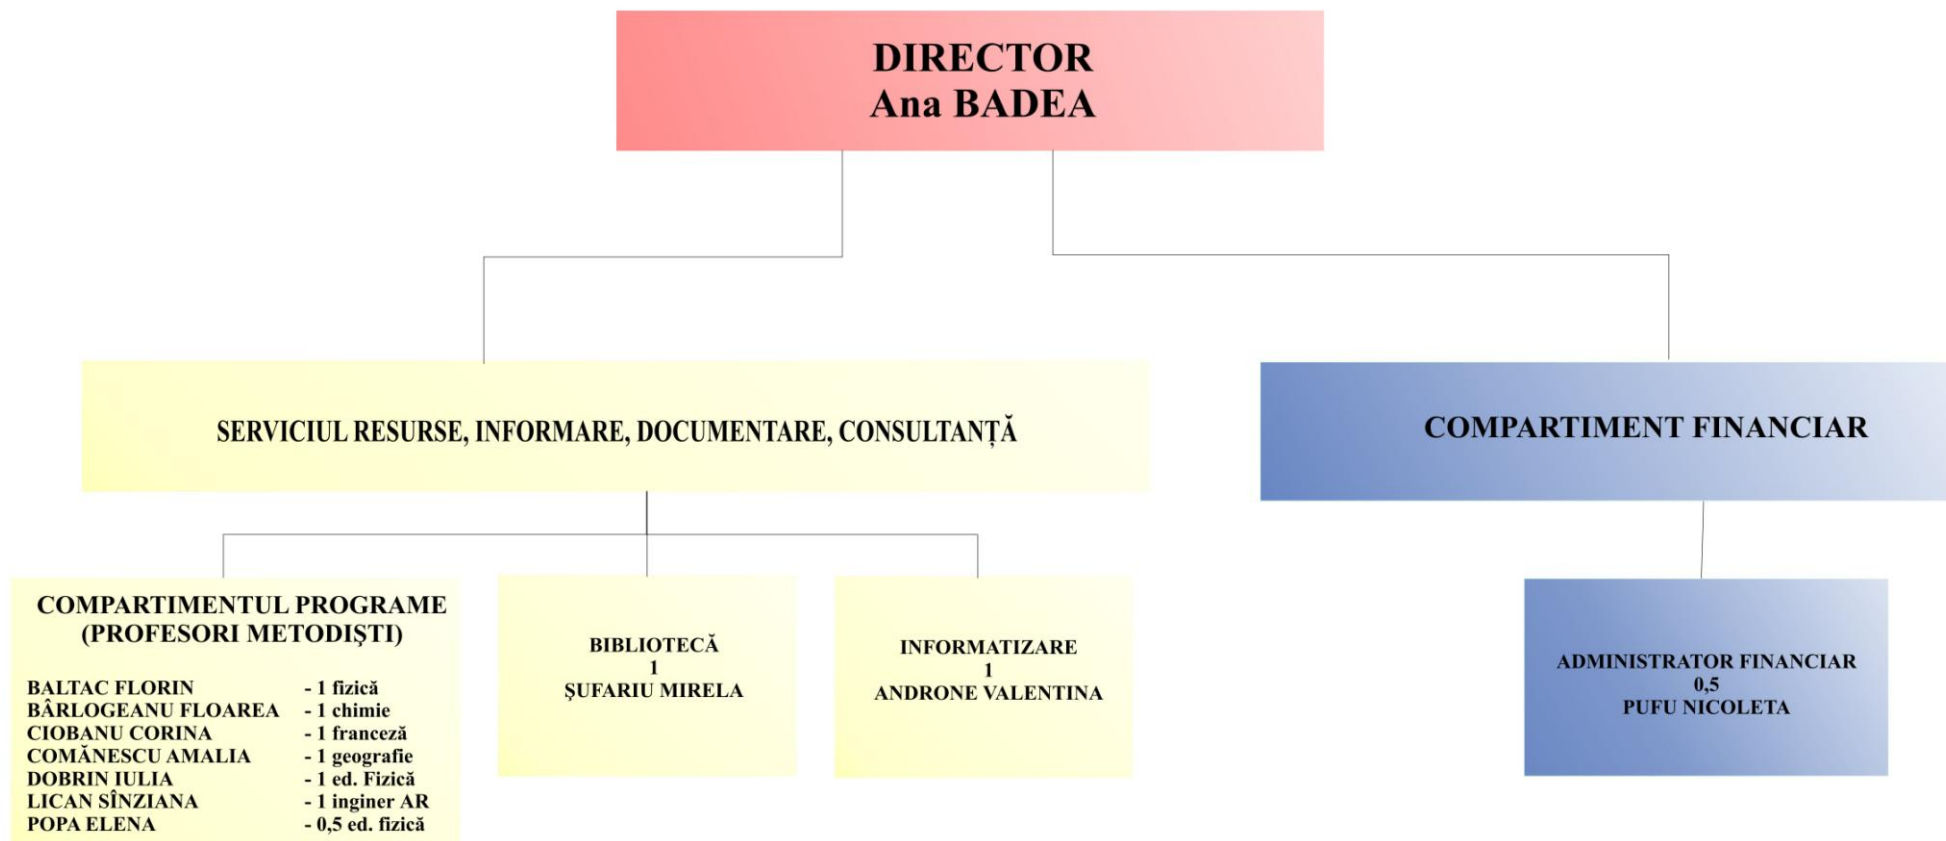 DIRECTOR
Ana BADEA
SERVICIUL RESURSE, INFORMARE, DOCUMENTARE, CONSULTANȚĂ
COMPARTIMENT FINANCIAR
COMPARTIMENTUL PROGRAME
(PROFESORI METODIŞTI)
BALTAC FLORIN - 1 fizică
BÂRLOGEANU FLOAREA - 1 chimie
CIOBANU CORINA - 1 franceză
COMĂNESCU AMALIA - 1 geografie
DOBRIN IULIA - 1 ed. Fizică
LICAN SÎNZIANA - 1 inginer AR
POPA ELENA - 0,5 ed. fizică
BIBLIOTECĂ
1
ŞUFARIU MIRELA
INFORMATIZARE
1
ANDRONE VALENTINA
ADMINISTRATOR FINANCIAR
0,5
PUFU NICOLETA